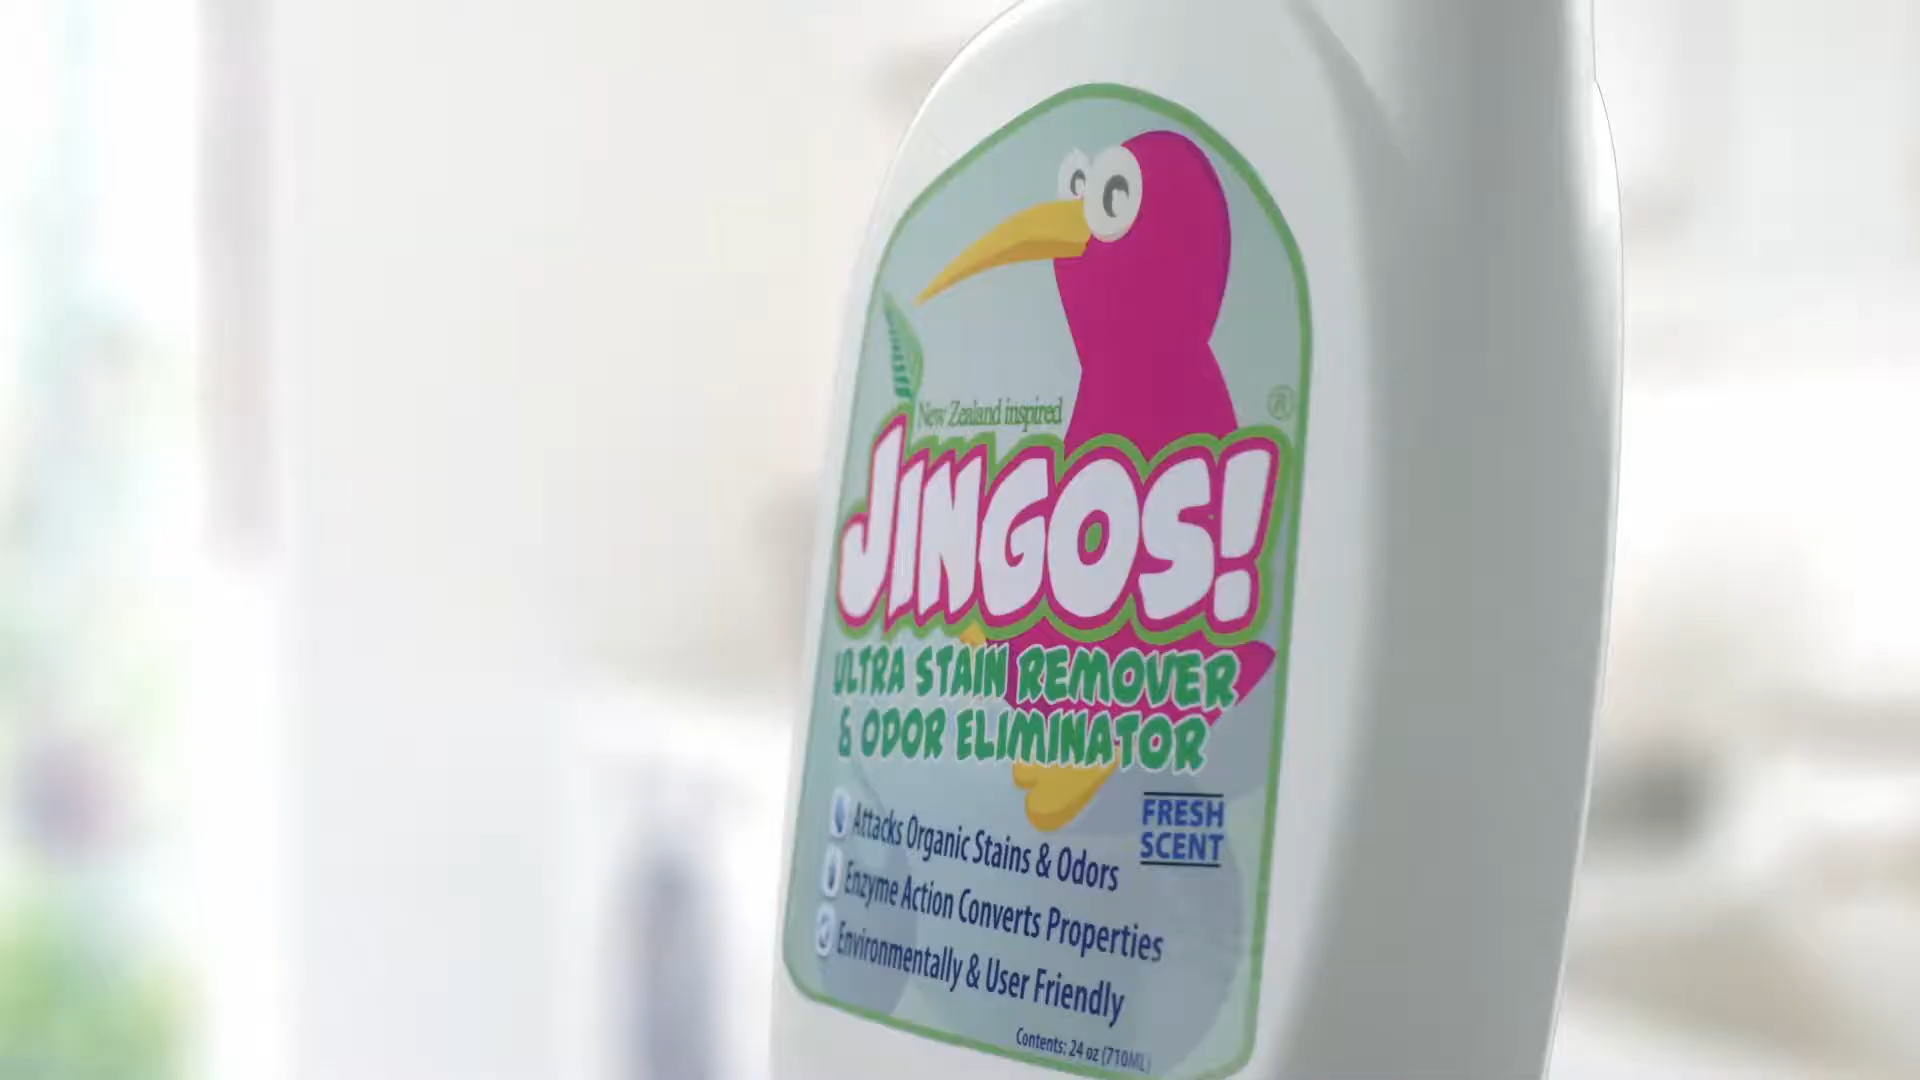 New Zealand inspired
®
JINGOS!
ULTRA STAIN REMOVER
& ODOR ELIMINATOR
FRESH
SCENT
Attacks Organic Stains & Odors
Enzyme Action Converts Properties
Environmentally & User Friendly
Contents: 24 oz (710ML)